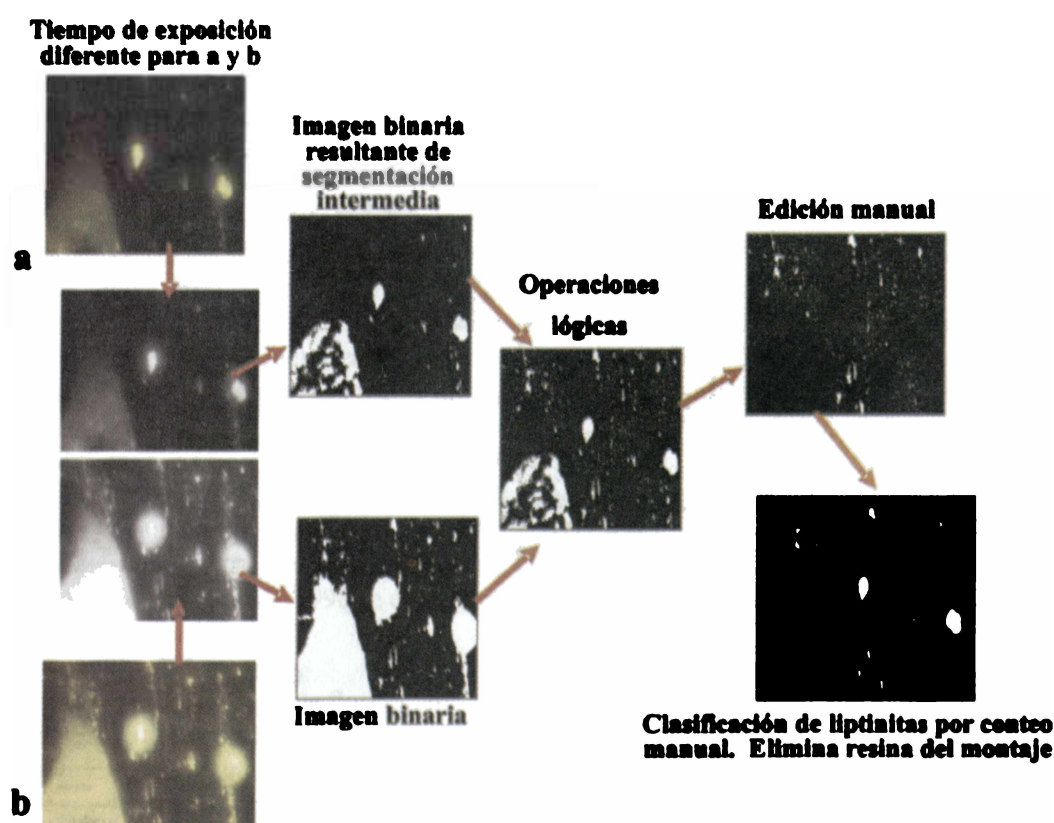 Tiempo de exposición
diferente para a y b
Imagen binaria
resultante de
segmentación
intermedia
a
Operaciones
lógicas
Edición manual
Imagen binaria
b
Clasificación de liptinitas por conteo
manual. Elimina resina del montaje